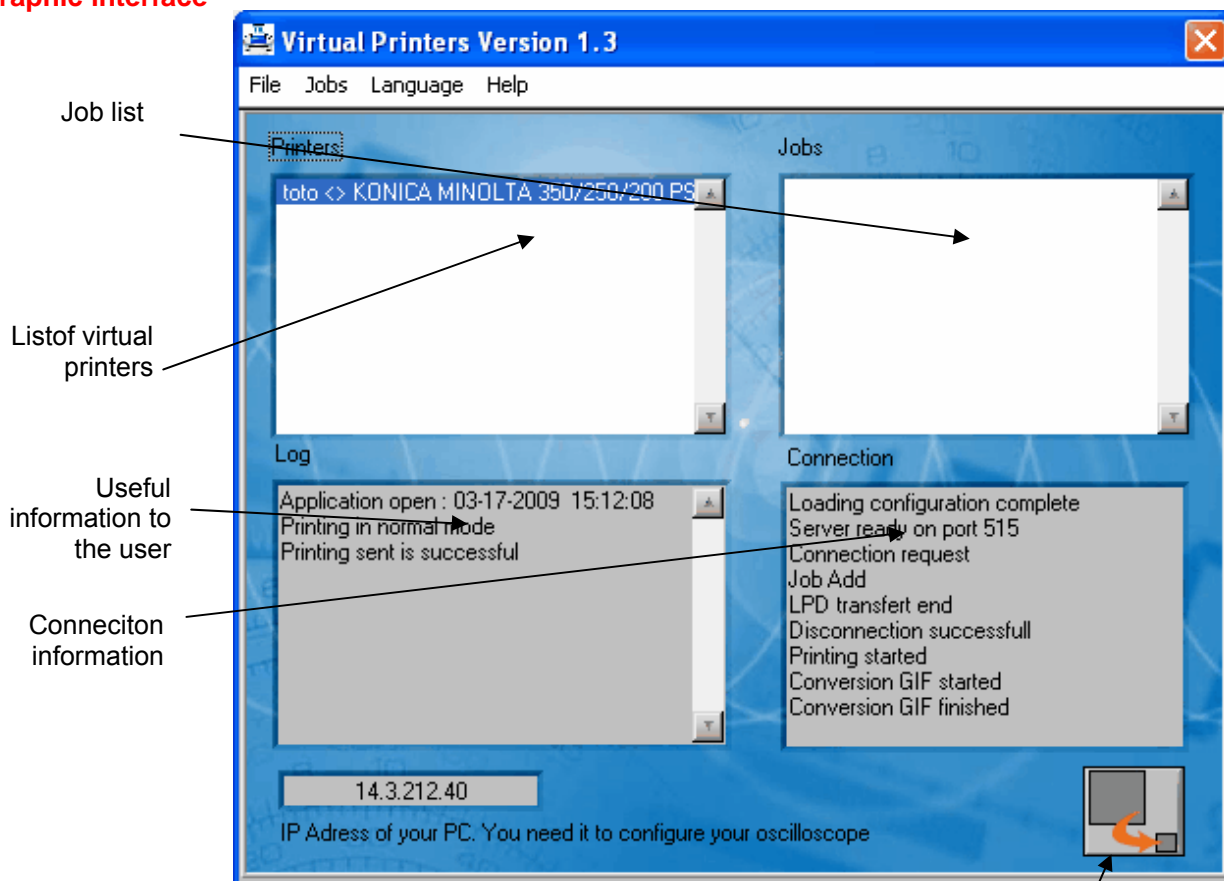 raphic interface
Virtual Printers Version 1.3
File Jobs Language Help
Job list
Printers
Jobs
toto <> KONICA MINOLTA 350/250/200 PS
Listof virtual
printers
Log
Connection
Useful
information to
the user
Application open : 03-17-2009 15:12:08
Printing in normal mode
Printing sent is successful
Loading configuration complete
Server ready on port 515
Connection request
Job Add
LPD transfert end
Disconnection successfull
Printing started
Conversion GIF started
Conversion GIF finished
Conneciton
information
14.3.212.40
IP Adress of your PC. You need it to configure your oscilloscope